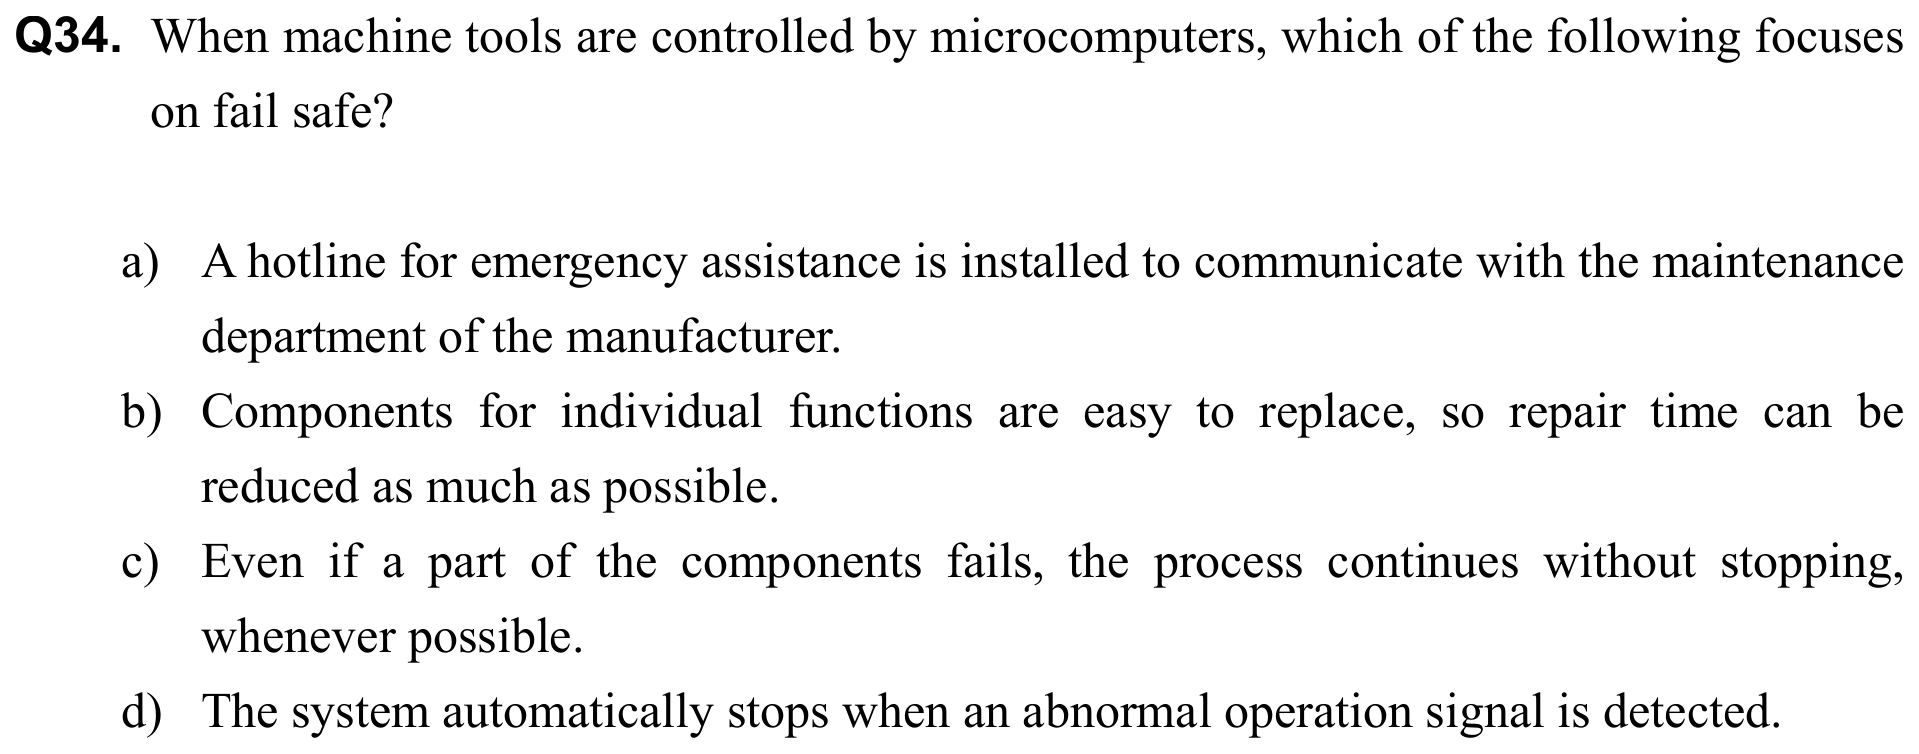 Q34. When machine tools are controlled by microcomputers, which of the following focuses
on fail safe?
a) A hotline for emergency assistance is installed to communicate with the maintenance
department of the manufacturer.
b) Components for individual functions are easy to replace, so repair time can be
reduced as much as possible.
c) Even if a part of the components fails, the process continues without stopping,
whenever possible.
d) The system automatically stops when an abnormal operation signal is detected.